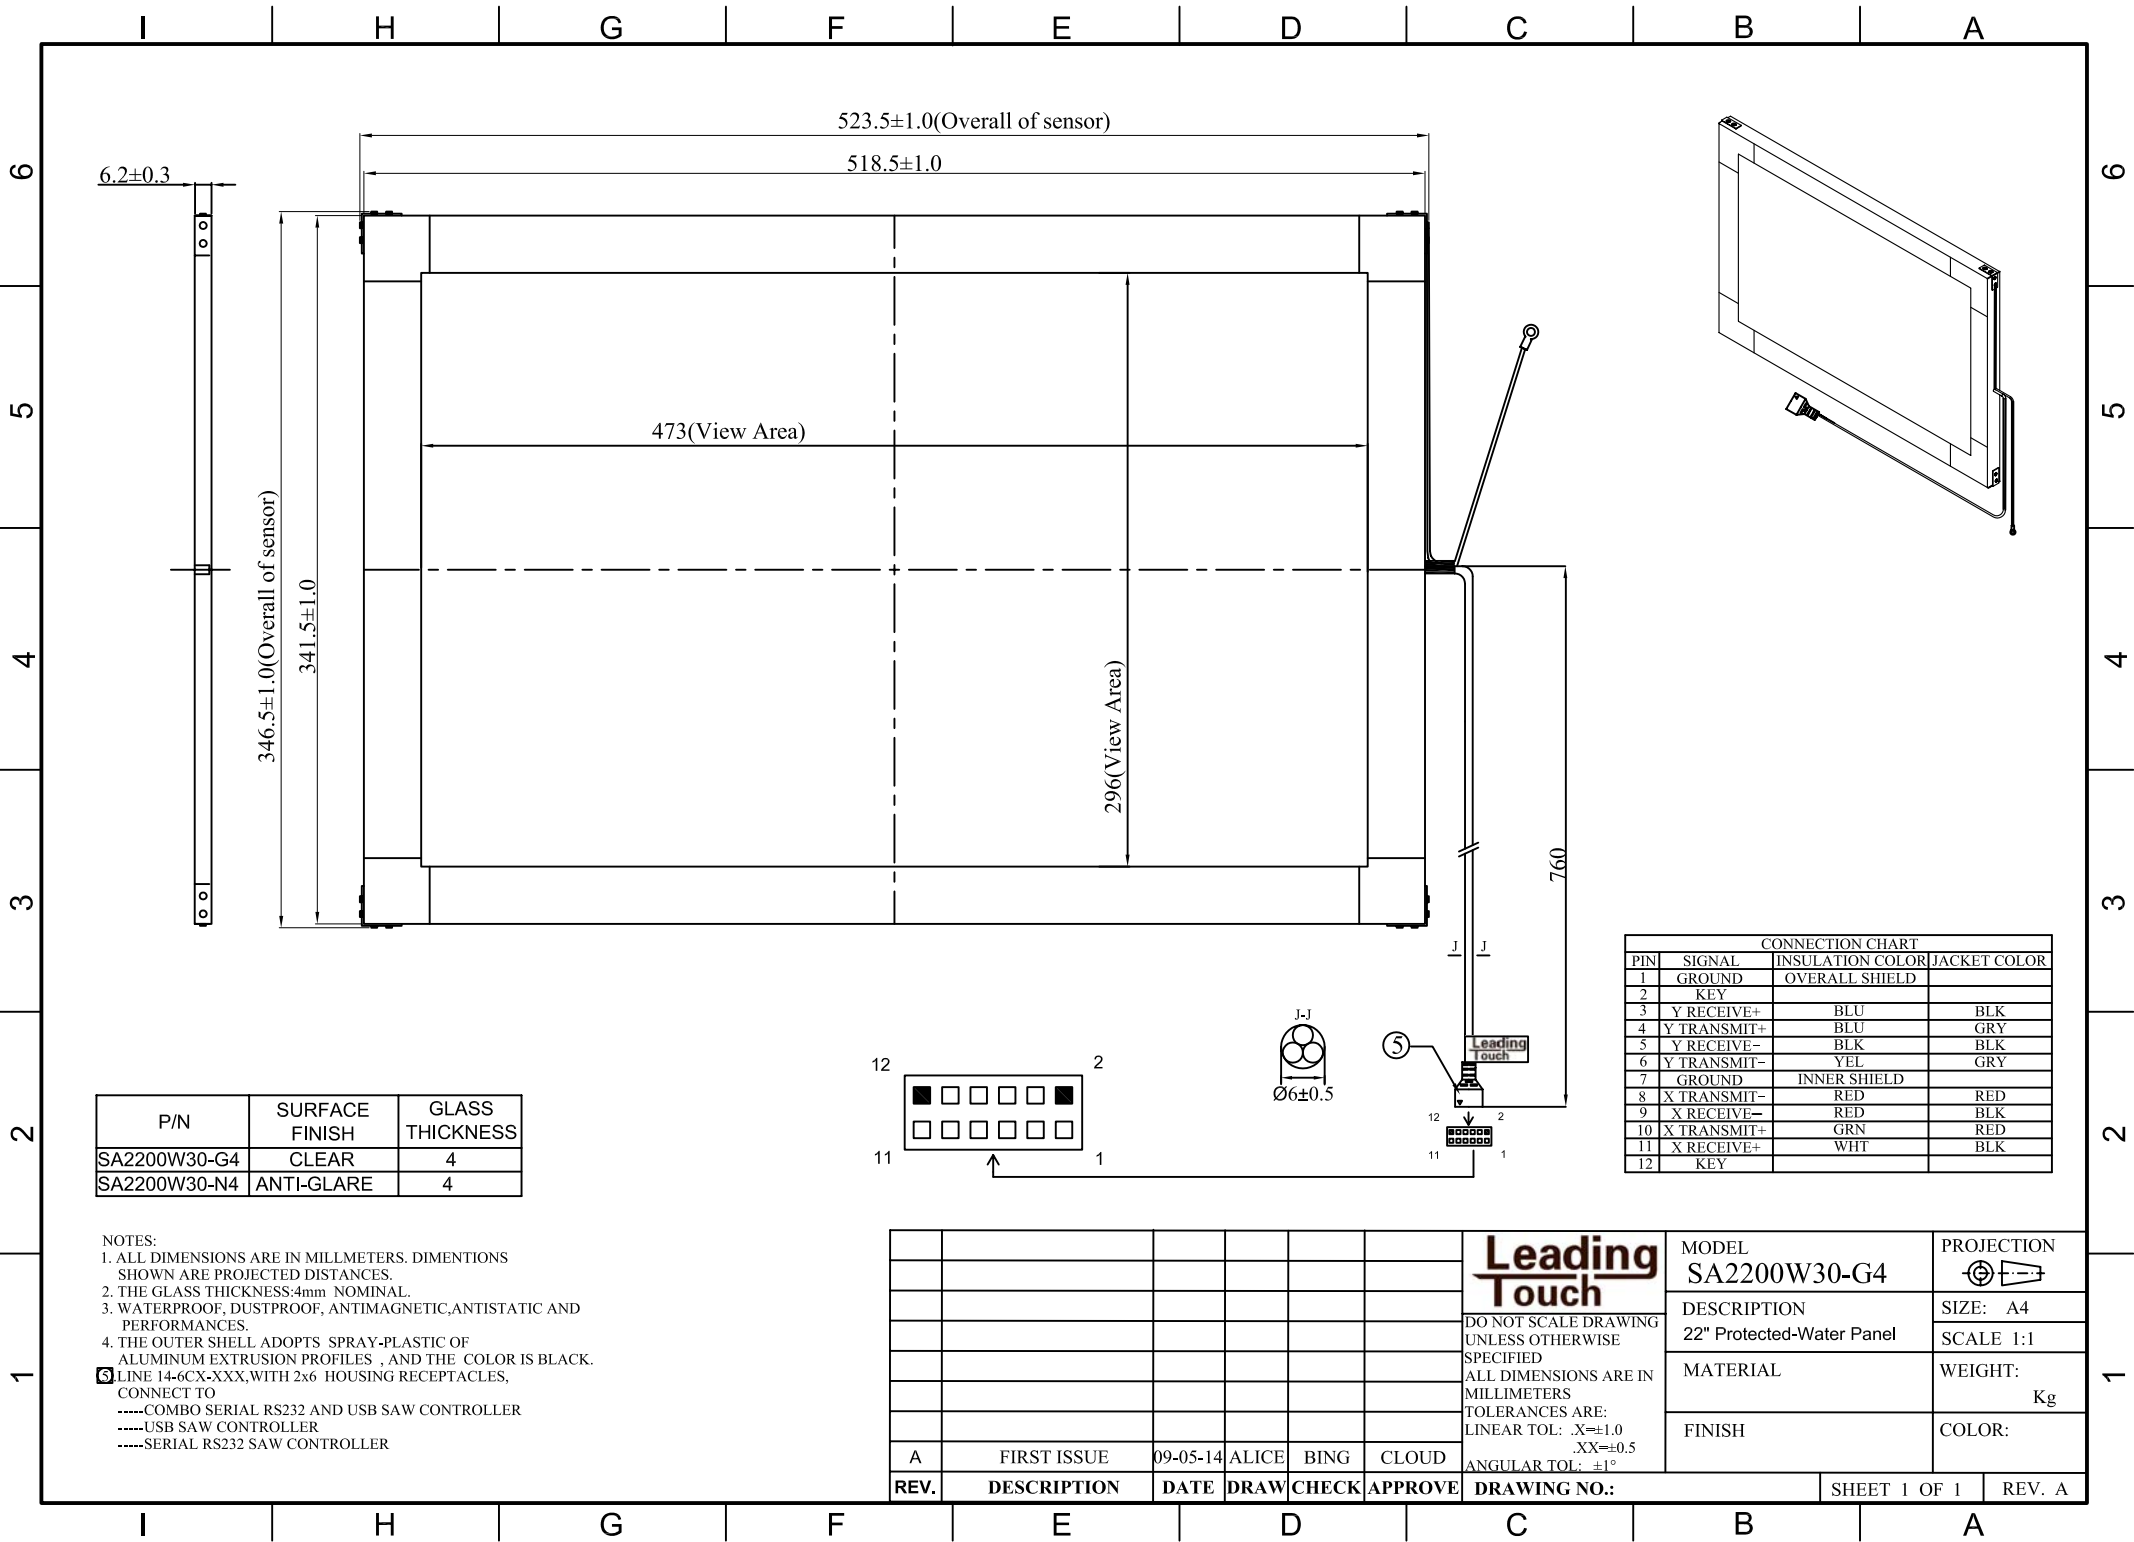 I H G F E D C B A
6
5
4
3
2
1
6
5
4
3
2
1
523.5±1.0(Overall of sensor)
518.5±1.0
6.2±0.3
473(View Area)
346.5±1.0(Overall of sensor)
341.5±1.0
296(View Area)
760
J J
J-J
Ø6±0.5
5
Leading
Touch
12 2
11 1
12 2
11 1
CONNECTION CHART
PIN SIGNAL INSULATION COLOR JACKET COLOR
1 GROUND OVERALL SHIELD
2 KEY
3 Y RECEIVE+ BLU BLK
4 Y TRANSMIT+ BLU GRY
5 Y RECEIVE- BLK BLK
6 Y TRANSMIT- YEL GRY
7 GROUND INNER SHIELD
8 X TRANSMIT- RED RED
9 X RECEIVE- RED BLK
10 X TRANSMIT+ GRN RED
11 X RECEIVE+ WHT BLK
12 KEY
P/N SURFACE FINISH GLASS THICKNESS
SA2200W30-G4 CLEAR 4
SA2200W30-N4 ANTI-GLARE 4
NOTES:
1. ALL DIMENSIONS ARE IN MILLMETERS. DIMENTIONS
SHOWN ARE PROJECTED DISTANCES.
2. THE GLASS THICKNESS:4mm NOMINAL.
3. WATERPROOF, DUSTPROOF, ANTIMAGNETIC,ANTISTATIC AND
PERFORMANCES.
4. THE OUTER SHELL ADOPTS SPRAY-PLASTIC OF
ALUMINUM EXTRUSION PROFILES , AND THE COLOR IS BLACK.
5.LINE 14-6CX-XXX,WITH 2x6 HOUSING RECEPTACLES,
CONNECT TO
-----COMBO SERIAL RS232 AND USB SAW CONTROLLER
-----USB SAW CONTROLLER
-----SERIAL RS232 SAW CONTROLLER
A FIRST ISSUE 09-05-14 ALICE BING CLOUD
REV. DESCRIPTION DATE DRAW CHECK APPROVE
Leading
Touch
DO NOT SCALE DRAWING
UNLESS OTHERWISE
SPECIFIED
ALL DIMENSIONS ARE IN
MILLIMETERS
TOLERANCES ARE:
LINEAR TOL: .X=±1.0
.XX=±0.5
ANGULAR TOL: ±1°
DRAWING NO.:
MODEL
SA2200W30-G4
DESCRIPTION
22" Protected-Water Panel
MATERIAL
FINISH
PROJECTION
SIZE: A4
SCALE 1:1
WEIGHT:
Kg
COLOR:
SHEET 1 OF 1
REV. A
I H G F E D C B A